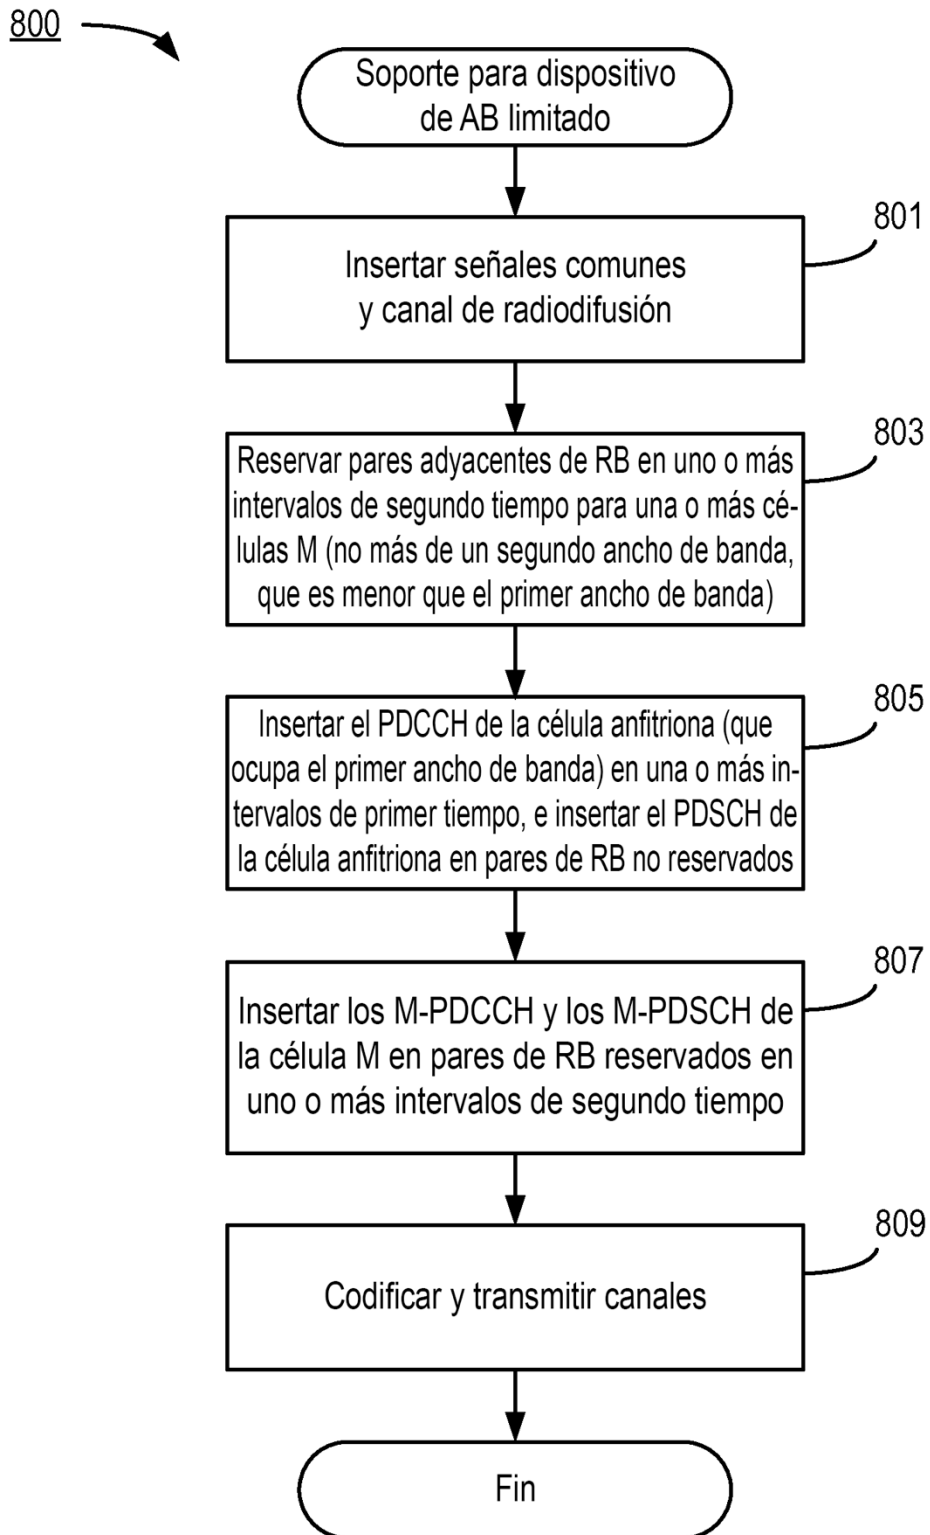 800
Soporte para dispositivo
de AB limitado
801
Insertar señales comunes
y canal de radiodifusión
803
Reservar pares adyacentes de RB en uno o más
intervalos de segundo tiempo para una o más cé-
lulas M (no más de un segundo ancho de banda,
que es menor que el primer ancho de banda)
805
Insertar el PDCCH de la célula anfitriona (que
ocupa el primer ancho de banda) en una o más in-
tervalos de primer tiempo, e insertar el PDSCH de
la célula anfitriona en pares de RB no reservados
807
Insertar los M-PDCCH y los M-PDSCH de
la célula M en pares de RB reservados en
uno o más intervalos de segundo tiempo
809
Codificar y transmitir canales
Fin